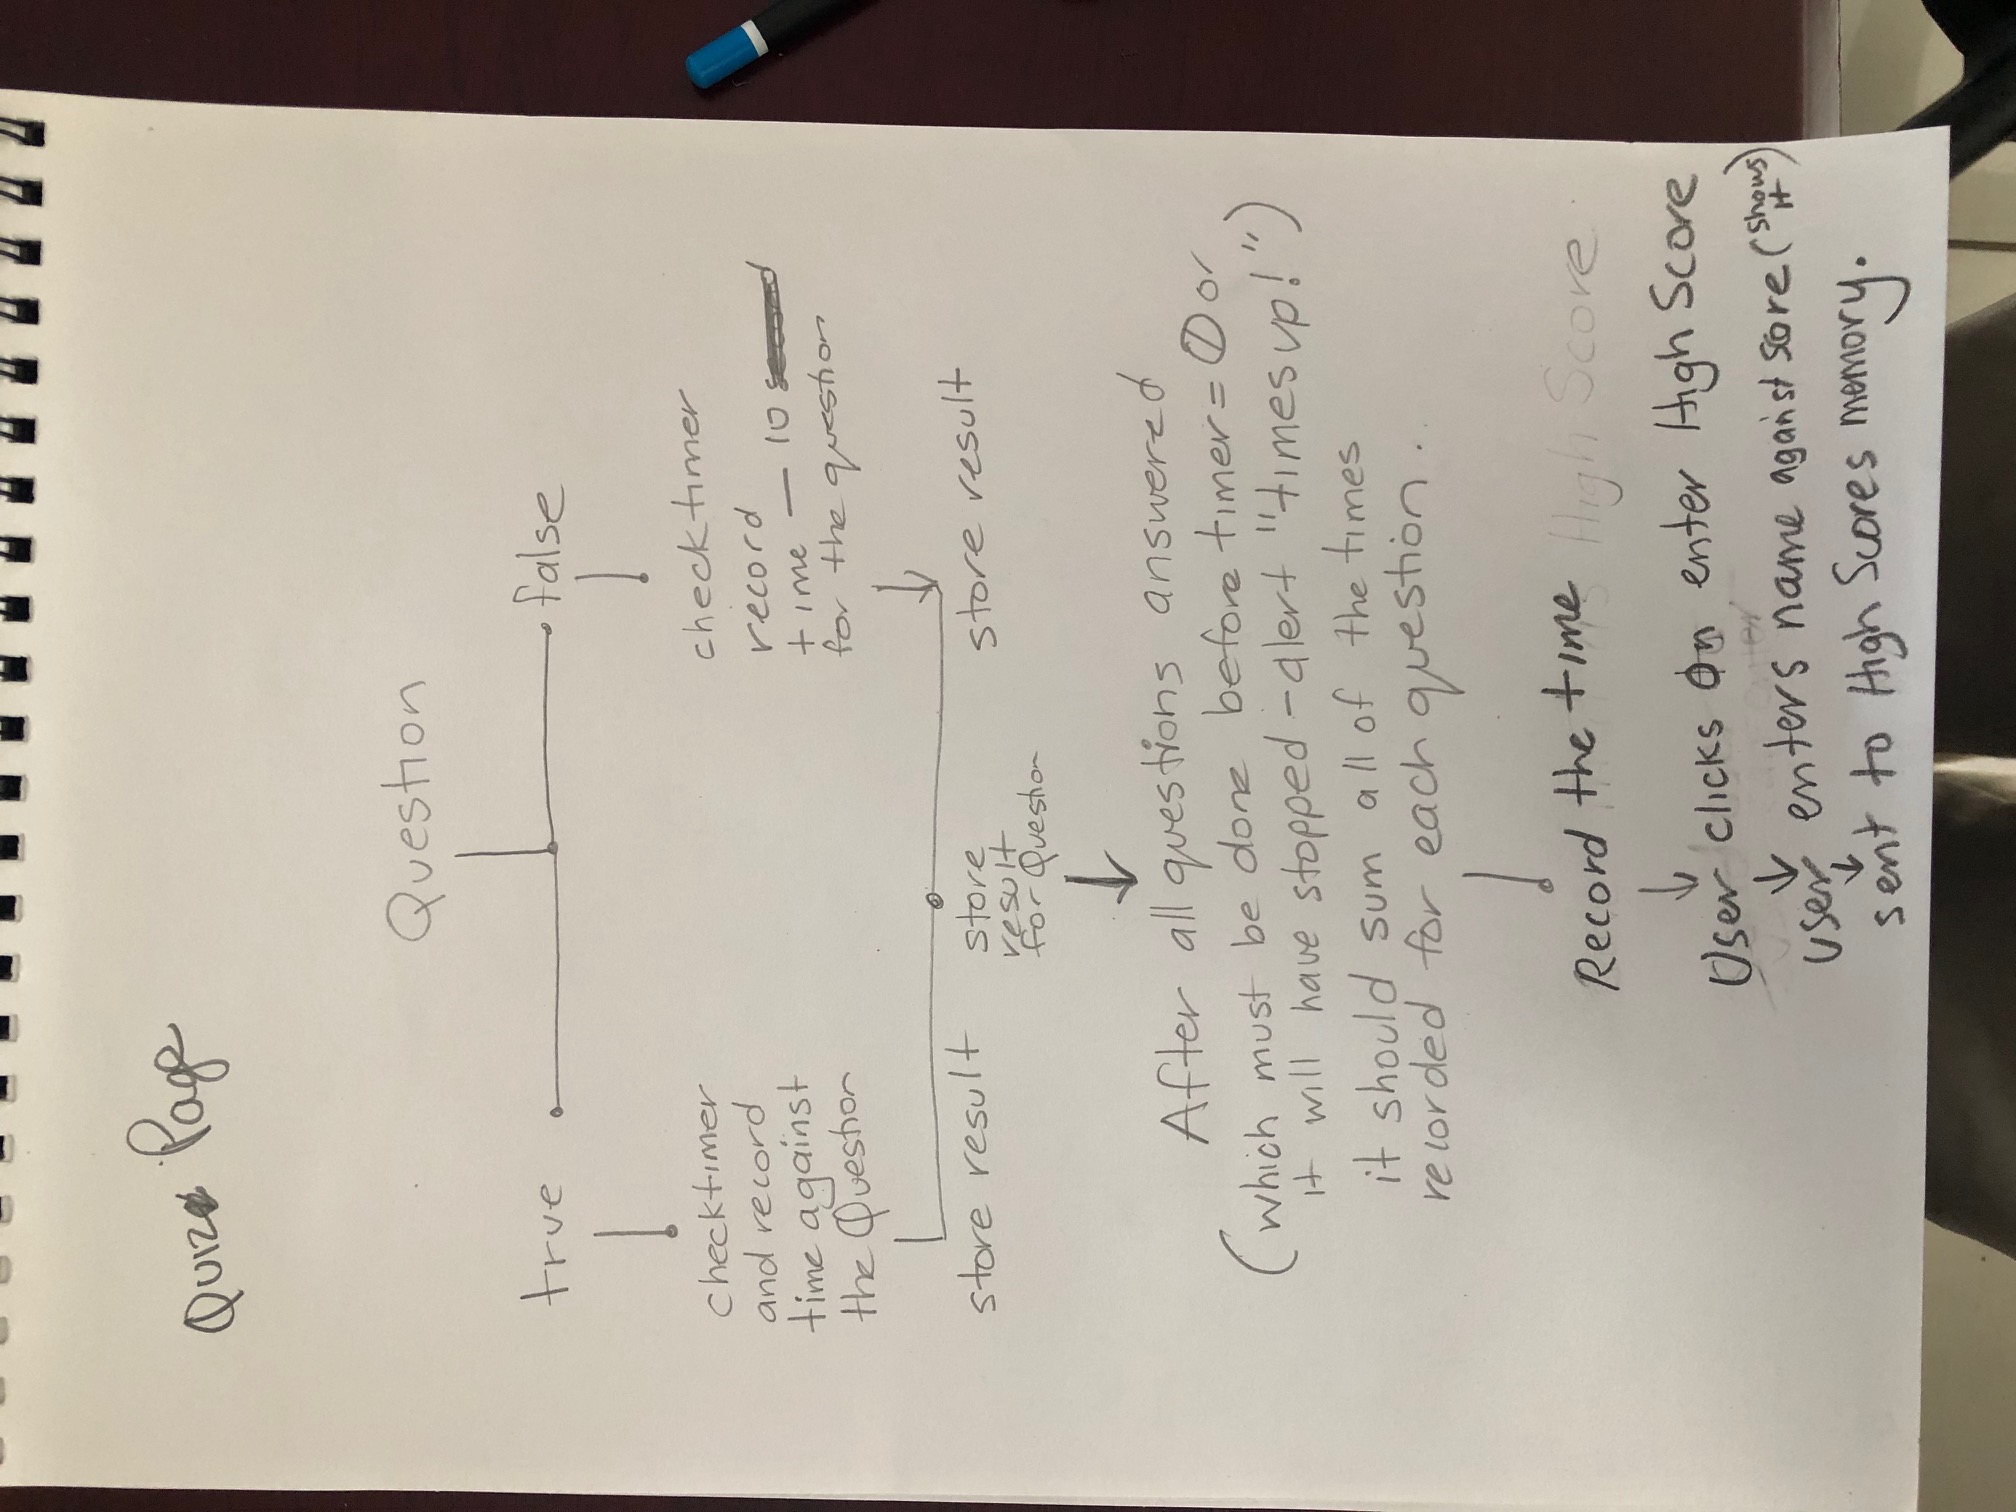 Quiz Page
Question
true
false
check timer
and record
time against
the Question
check timer
record
time — 10
for the question
store result
store
result
for Question
store result
After all questions answered
(which must be done before timer = 0 or
it will have stopped - alert "times up!")
it should sum all of the times
recorded for each question.
Record the time High Score
User clicks on enter High Score
user enters name against score (shows
it)
sent to High Scores memory.